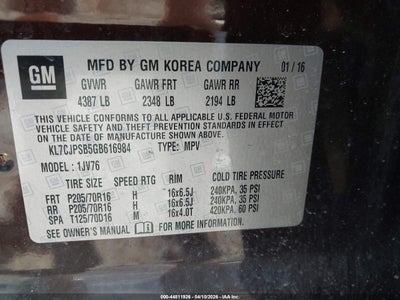 GM
MFD BY GM KOREA COMPANY 01/16
GVWR GAWR FRT GAWR RR
4387 LB 2348 LB 2194 LB
THIS VEHICLE CONFORMS TO ALL APPLICABLE U.S. FEDERAL MOTOR
VEHICLE SAFETY, BUMPER, AND THEFT PREVENTION STANDARDS
IN EFFECT ON THE DATE OF MANUFACTURE SHOWN ABOVE.
KL7CJPSB5GB616984 TYPE: MPV
MODEL: 1JV76
TIRE SIZE SPEED RTG RIM COLD TIRE PRESSURE
FRT P205/70R16 H 16x6.5J 240KPA, 35 PSI
RR P205/70R16 H 16x6.5J 240KPA, 35 PSI
SPA T125/70D16 M 16x4.0T 420KPA, 60 PSI
SEE OWNER'S MANUAL FOR MORE INFORMATION
000-44811926 - 04/10/2026 - IAA Inc.